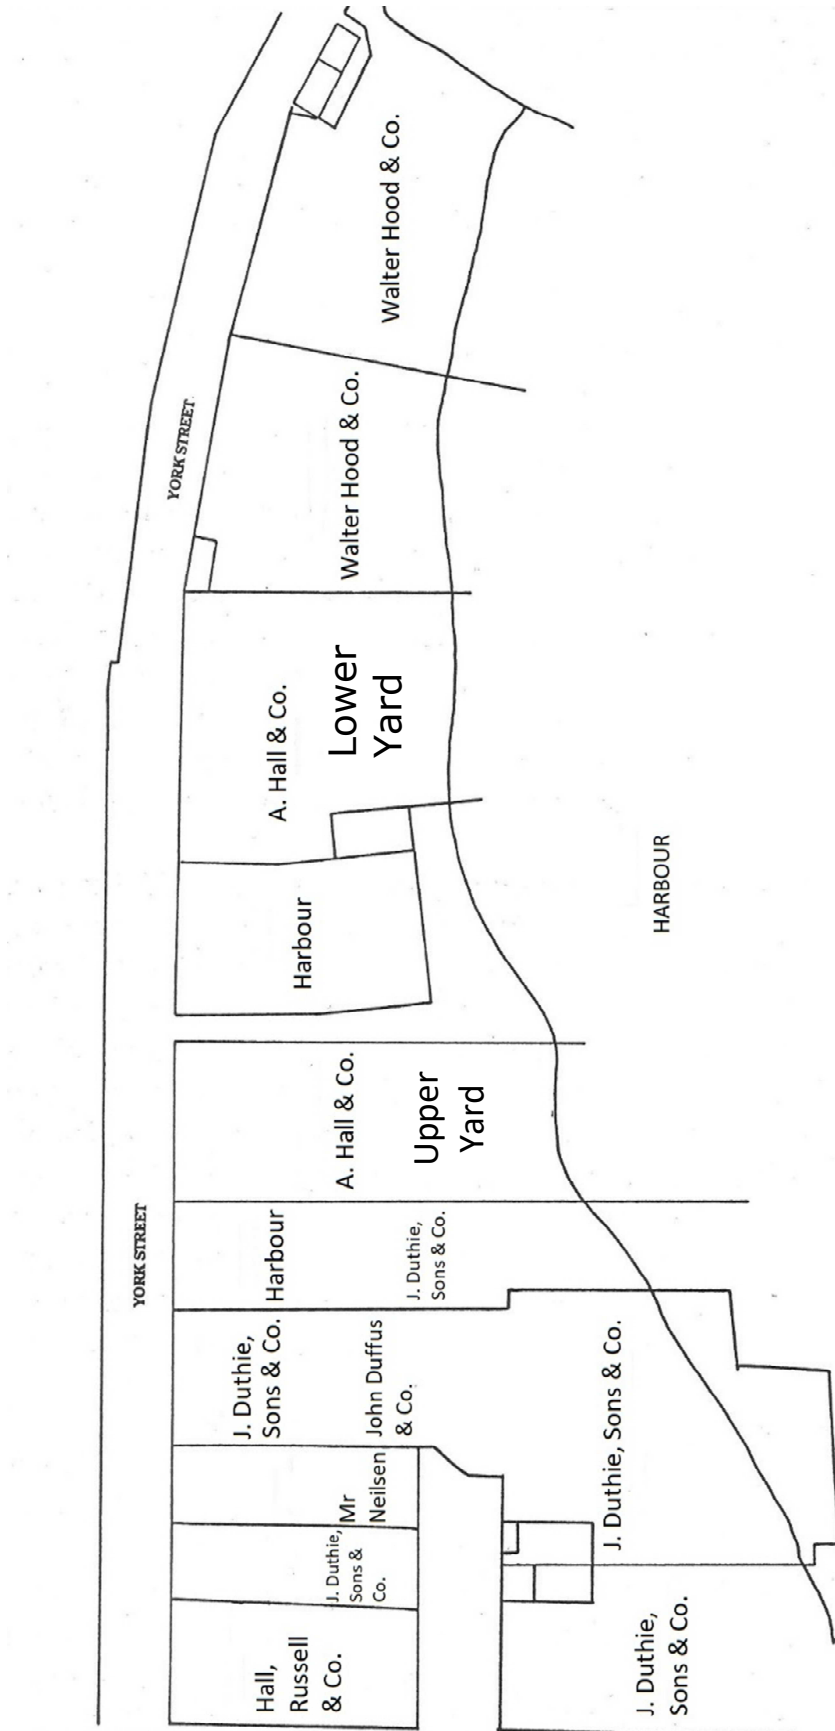 YORK STREET
YORK STREET
Hall,
Russell
& Co.
J. Duthie,
Sons &
Co.
Mr
Neilsen
J. Duthie,
Sons & Co.
John Duffus
& Co.
Harbour
J. Duthie,
Sons & Co.
A. Hall & Co.
Upper
Yard
Harbour
A. Hall & Co.
Lower
Yard
Walter Hood & Co.
Walter Hood & Co.
J. Duthie,
Sons & Co.
J. Duthie, Sons & Co.
HARBOUR